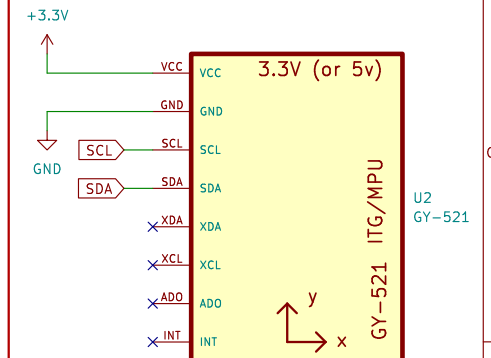 +3.3V
VCC VCC 3.3V (or 5v)
GND GND
GND
SCL SCL SCL
SDA SDA SDA
XDA XDA
XCL XCL
ADO ADO
INT INT
ITG/MPU
GY-521
U2
GY-521
y
x